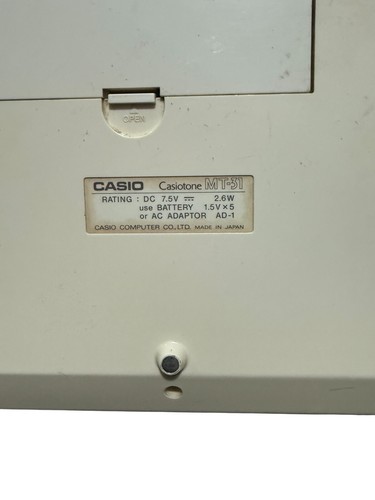 OPEN
CASIO Casiotone MT-31
RATING : DC 7.5V ⎓ 2.6W
use BATTERY 1.5V×5
or AC ADAPTOR AD-1
CASIO COMPUTER CO.,LTD. MADE IN JAPAN